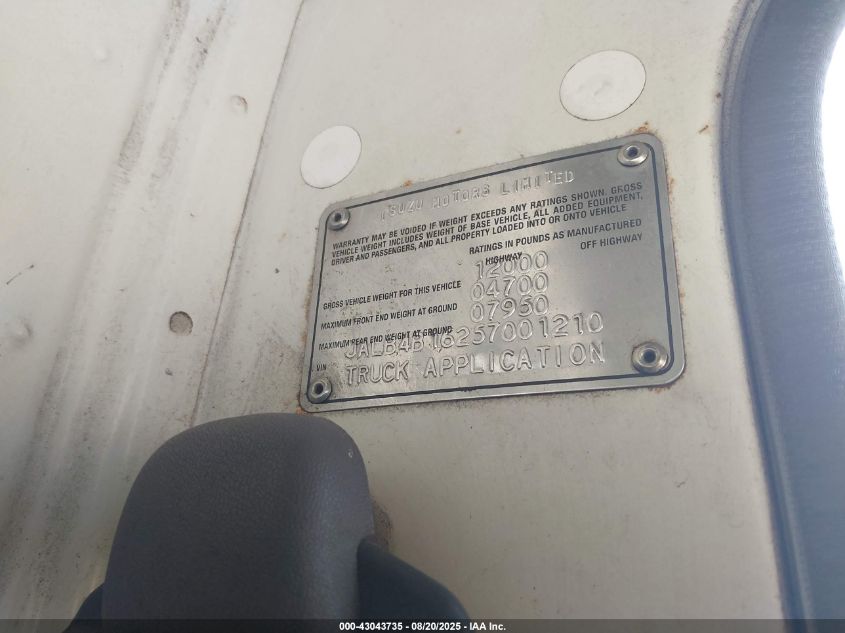 ISUZU MOTORS LIMITED
WARRANTY MAY BE VOIDED IF WEIGHT EXCEEDS ANY RATINGS SHOWN. GROSS
VEHICLE WEIGHT INCLUDES WEIGHT OF BASE VEHICLE, ALL ADDED EQUIPMENT,
DRIVER AND PASSENGERS, AND ALL PROPERTY LOADED INTO OR ONTO VEHICLE
RATINGS IN POUNDS AS MANUFACTURED
HIGHWAY OFF HIGHWAY
GROSS VEHICLE WEIGHT FOR THIS VEHICLE 12000
MAXIMUM FRONT END WEIGHT AT GROUND 04700
MAXIMUM REAR END WEIGHT AT GROUND 07950
VIN JALB4B16257001210
TRUCK APPLICATION
000-43043735 - 08/20/2025 - IAA Inc.